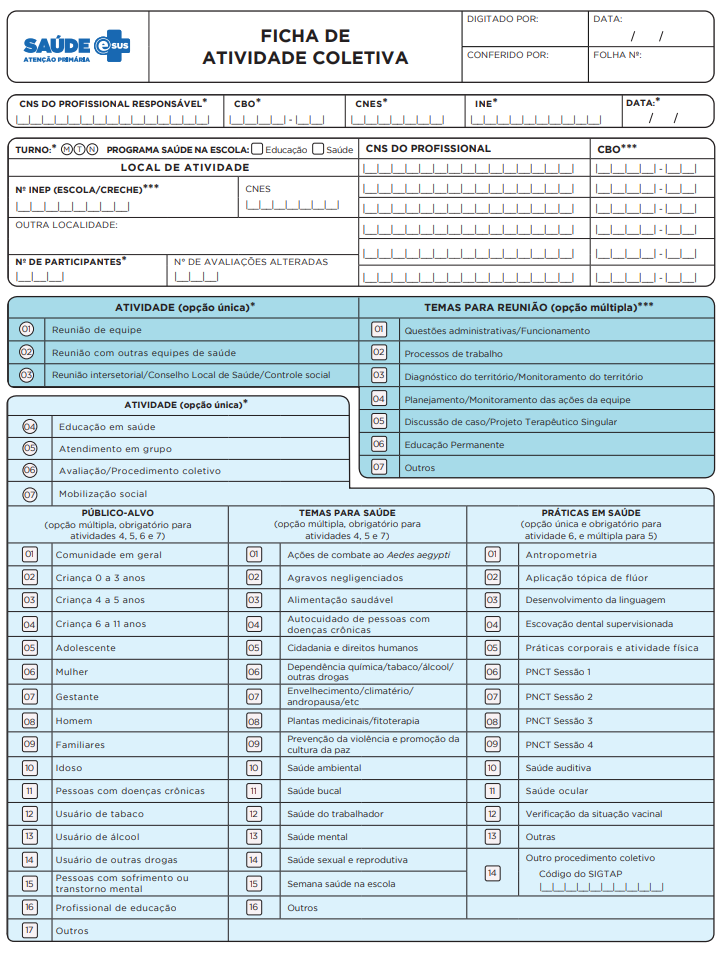 SAÚDE e-SUS
ATENÇÃO PRIMÁRIA
FICHA DE
ATIVIDADE COLETIVA
DIGITADO POR:
DATA:
/ /
CONFERIDO POR:
FOLHA Nº:
CNS DO PROFISSIONAL RESPONSÁVEL*
CBO*
CNES*
INE*
DATA:*
-
/ /
TURNO:* M T N PROGRAMA SAÚDE NA ESCOLA: Educação Saúde
LOCAL DE ATIVIDADE
Nº INEP (ESCOLA/CRECHE)***
CNES
OUTRA LOCALIDADE:
Nº DE PARTICIPANTES*
Nº DE AVALIAÇÕES ALTERADAS
CNS DO PROFISSIONAL
CBO***
-
-
-
-
-
-
ATIVIDADE (opção única)*
01 Reunião de equipe
02 Reunião com outras equipes de saúde
03 Reunião intersetorial/Conselho Local de Saúde/Controle social
TEMAS PARA REUNIÃO (opção múltipla)***
01 Questões administrativas/Funcionamento
02 Processos de trabalho
03 Diagnóstico do território/Monitoramento do território
04 Planejamento/Monitoramento das ações da equipe
05 Discussão de caso/Projeto Terapêutico Singular
06 Educação Permanente
07 Outros
ATIVIDADE (opção única)*
04 Educação em saúde
05 Atendimento em grupo
06 Avaliação/Procedimento coletivo
07 Mobilização social
PÚBLICO-ALVO
(opção múltipla, obrigatório para
atividades 4, 5, 6 e 7)
01 Comunidade em geral
02 Criança 0 a 3 anos
03 Criança 4 a 5 anos
04 Criança 6 a 11 anos
05 Adolescente
06 Mulher
07 Gestante
08 Homem
09 Familiares
10 Idoso
11 Pessoas com doenças crônicas
12 Usuário de tabaco
13 Usuário de álcool
14 Usuário de outras drogas
15 Pessoas com sofrimento ou
transtorno mental
16 Profissional de educação
17 Outros
TEMAS PARA SAÚDE
(opção múltipla, obrigatório para
atividades 4, 5 e 7)
01 Ações de combate ao Aedes aegypti
02 Agravos negligenciados
03 Alimentação saudável
04 Autocuidado de pessoas com
doenças crônicas
05 Cidadania e direitos humanos
06 Dependência química/tabaco/álcool/
outras drogas
07 Envelhecimento/climatério/
andropausa/etc
08 Plantas medicinais/fitoterapia
09 Prevenção da violência e promoção da
cultura da paz
10 Saúde ambiental
11 Saúde bucal
12 Saúde do trabalhador
13 Saúde mental
14 Saúde sexual e reprodutiva
15 Semana saúde na escola
16 Outros
PRÁTICAS EM SAÚDE
(opção única e obrigatório para
atividade 6, e múltipla para 5)
01 Antropometria
02 Aplicação tópica de flúor
03 Desenvolvimento da linguagem
04 Escovação dental supervisionada
05 Práticas corporais e atividade física
06 PNCT Sessão 1
07 PNCT Sessão 2
08 PNCT Sessão 3
09 PNCT Sessão 4
10 Saúde auditiva
11 Saúde ocular
12 Verificação da situação vacinal
13 Outras
14 Outro procedimento coletivo
Código do SIGTAP